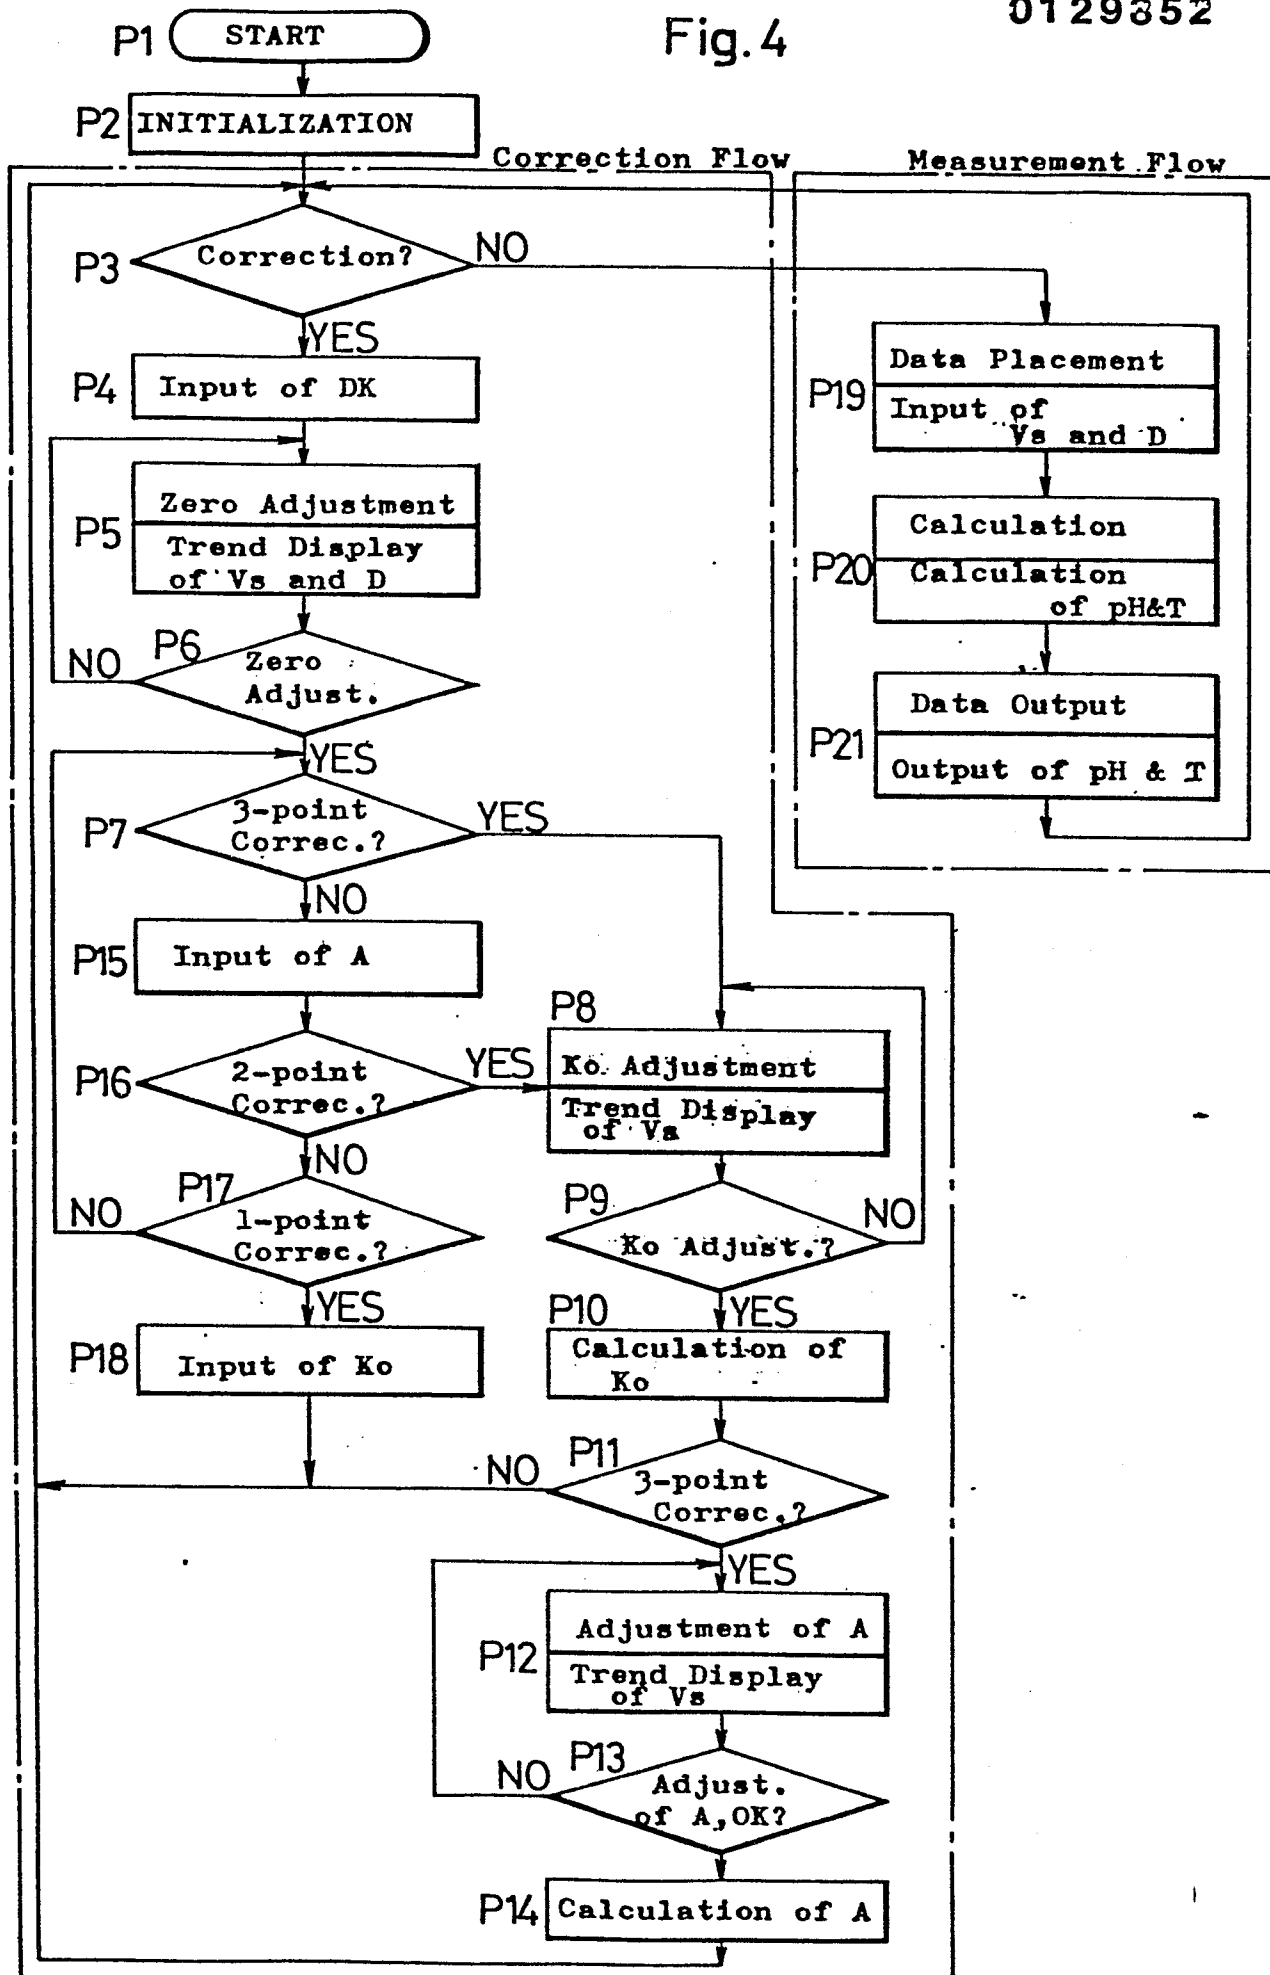 0129852
Fig. 4
P1 START
P2 INITIALIZATION
Correction Flow
Measurement Flow
P3 Correction?
NO
YES
P4 Input of DK
P5 Zero Adjustment
Trend Display
of Vs and D
P6 Zero
Adjust.
NO
YES
P7 3-point
Correc.?
YES
NO
P15 Input of A
P16 2-point
Correc.?
YES
NO
P17 1-point
Correc.?
NO
YES
P18 Input of Ko
P8
Ko Adjustment
Trend Display
of Vs
P9
Ko Adjust.?
NO
YES
P10
Calculation of
Ko
P11
3-point
Correc.?
NO
YES
P12 Adjustment of A
Trend Display
of Vs
P13
Adjust.
of A, OK?
NO
P14 Calculation of A
P19 Data Placement
Input of
Vs and D
P20 Calculation
Calculation
of pH&T
P21 Data Output
Output of pH & T